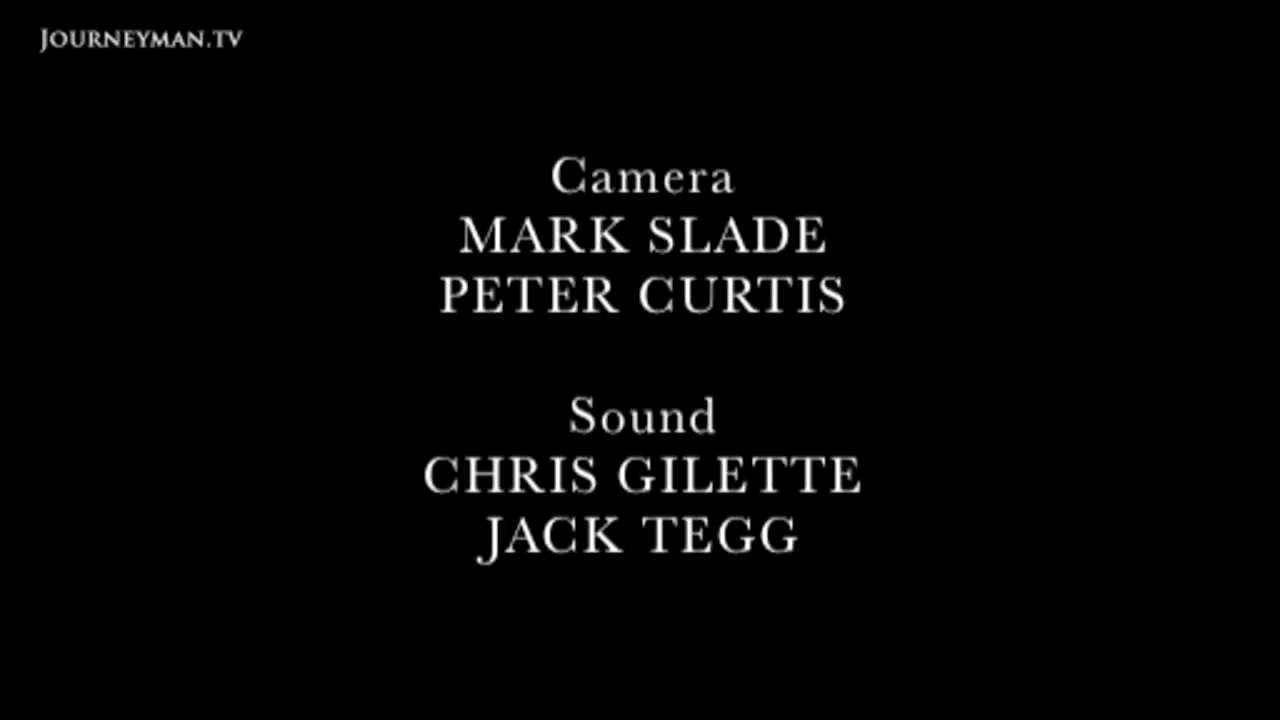 JOURNEYMAN.TV
Camera
MARK SLADE
PETER CURTIS
Sound
CHRIS GILETTE
JACK TEGG